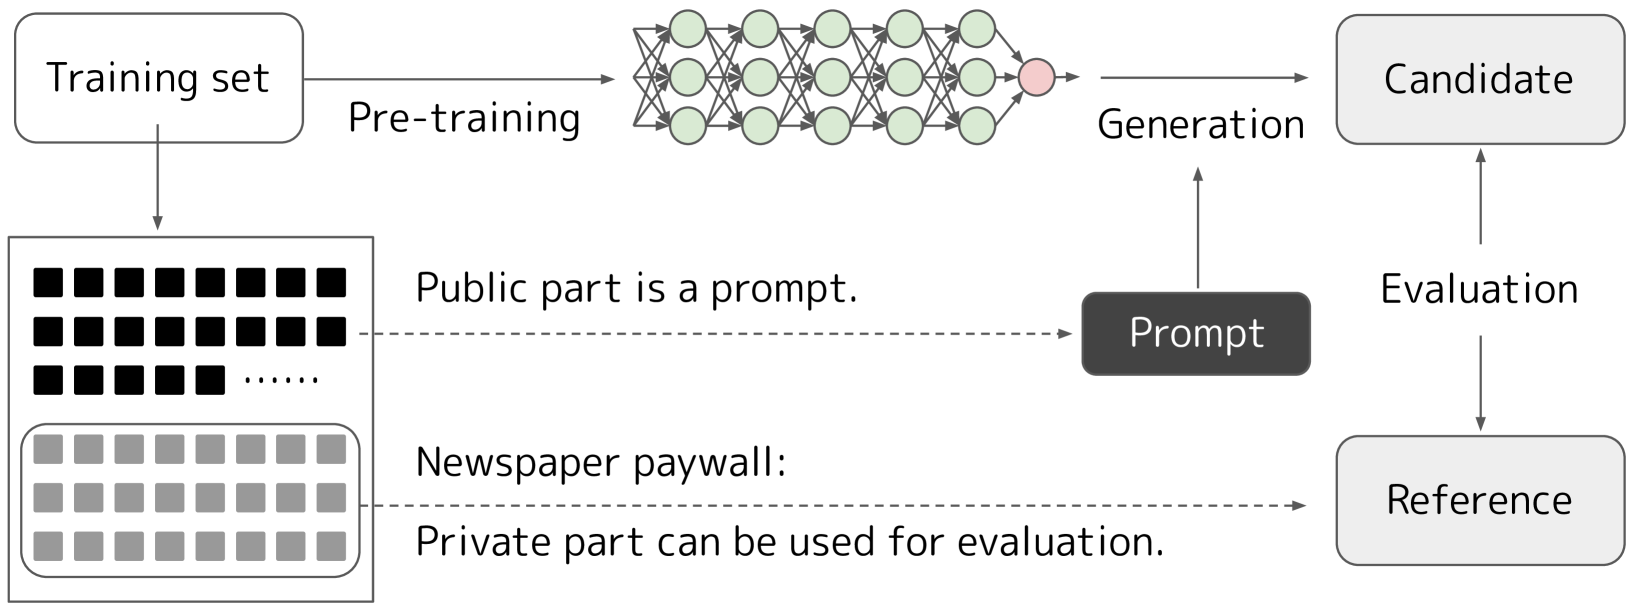 Training set
Pre-training
Generation
Candidate
Public part is a prompt.
Prompt
Evaluation
Newspaper paywall:
Private part can be used for evaluation.
Reference